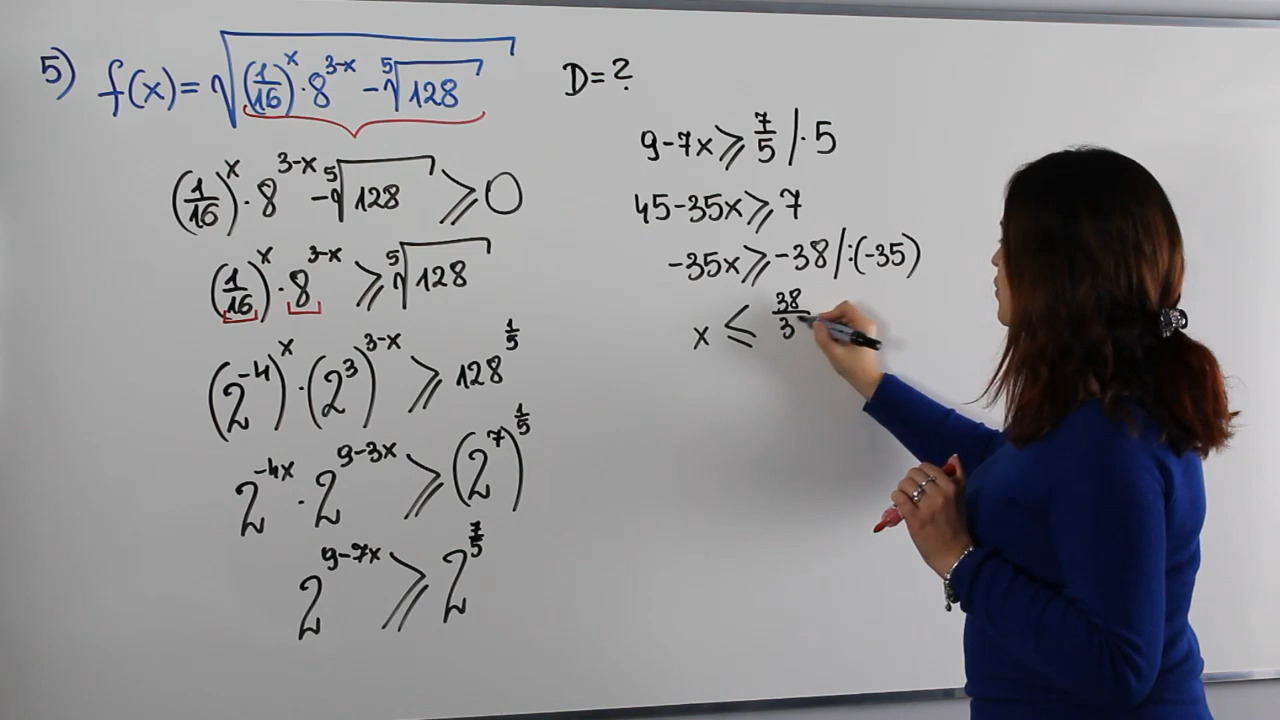 5) f(x) = √((1/16)^x · 8^(3-x) - ⁵√128) D = ?
(1/16)^x · 8^(3-x) - ⁵√128 ⩾ 0
(1/16)^x · 8^(3-x) ⩾ ⁵√128
(2^(-4))^x · (2^3)^(3-x) ⩾ 128^(1/5)
2^(-4x) · 2^(9-3x) ⩾ (2^7)^(1/5)
2^(9-7x) ⩾ 2^(7/5)
9-7x ⩾ 7/5 /· 5
45-35x ⩾ 7
-35x ⩾ -38 /:(-35)
x ⩽ 38/3